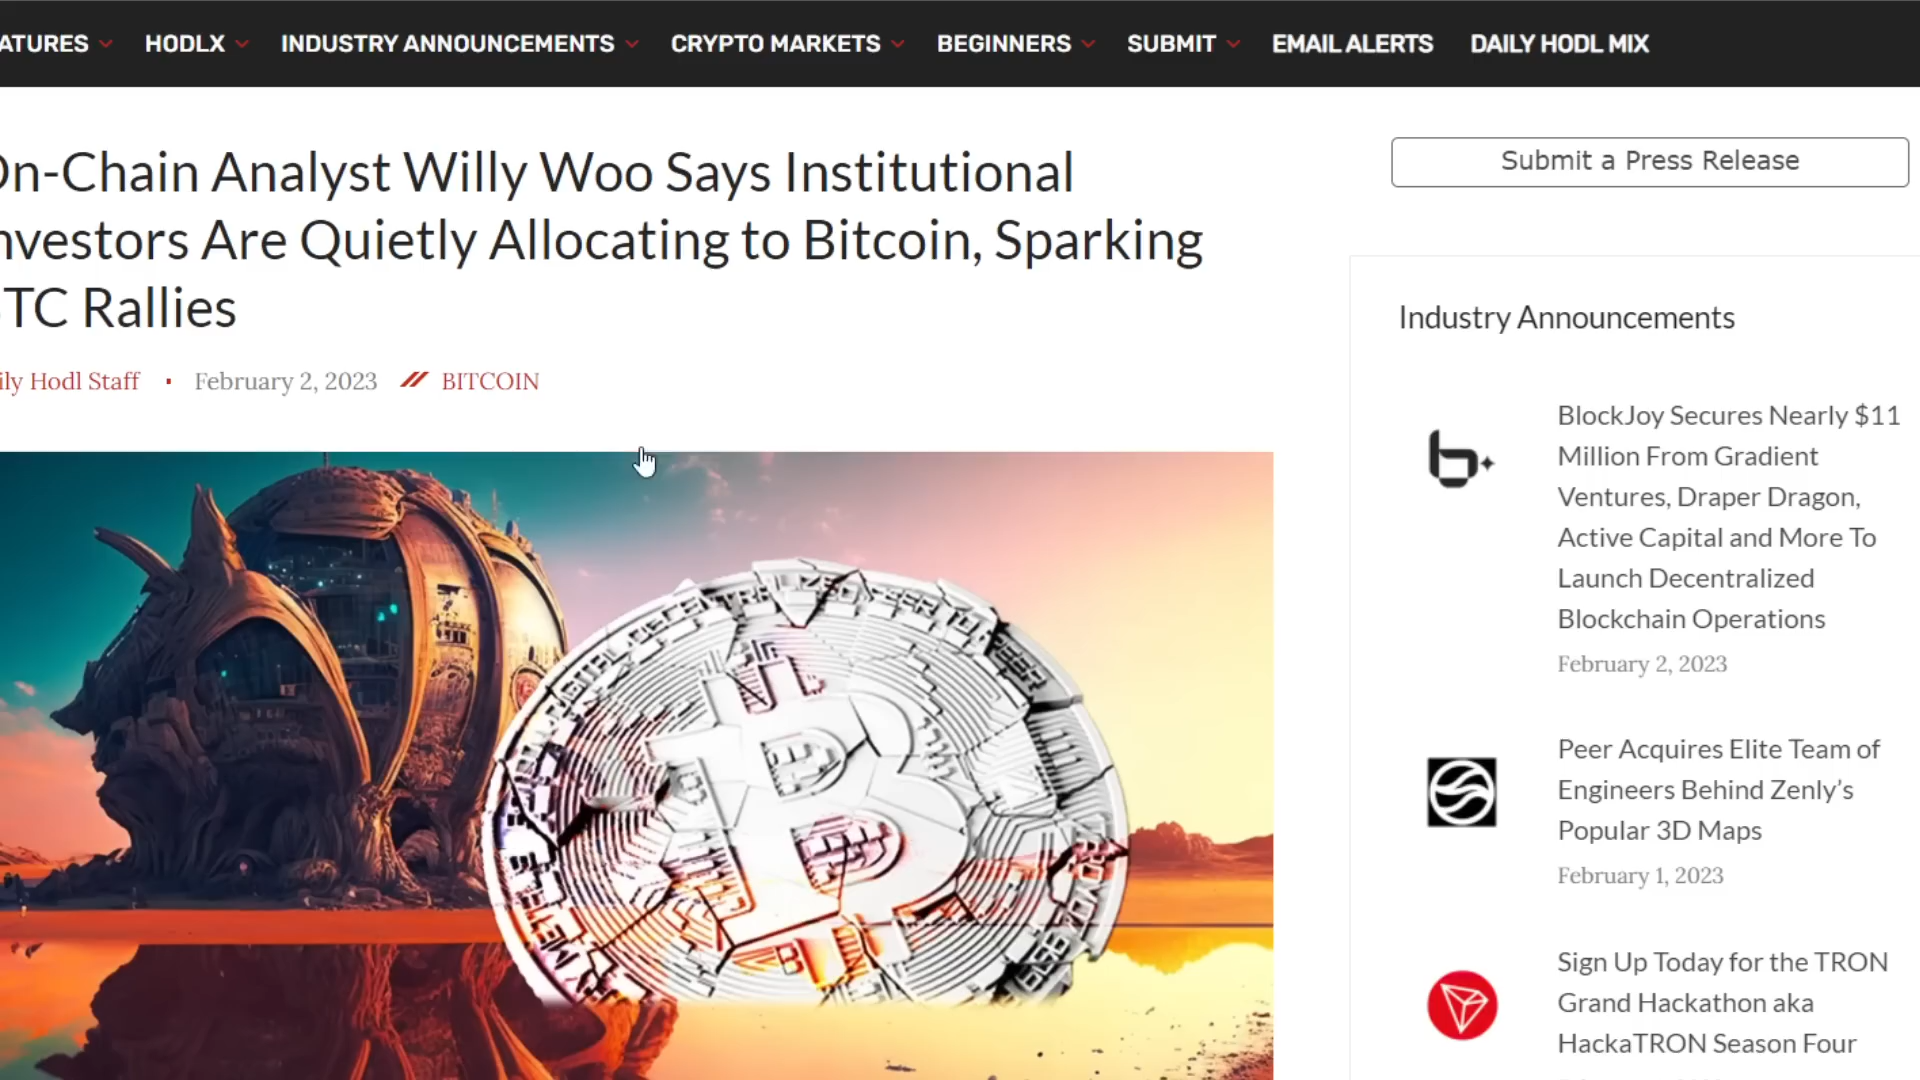 ATURES HODLX INDUSTRY ANNOUNCEMENTS CRYPTO MARKETS BEGINNERS SUBMIT EMAIL ALERTS DAILY HODL MIX
On-Chain Analyst Willy Woo Says Institutional
nvestors Are Quietly Allocating to Bitcoin, Sparking
TC Rallies
ily Hodl Staff · February 2, 2023 BITCOIN
Submit a Press Release
Industry Announcements
BlockJoy Secures Nearly $11
Million From Gradient
Ventures, Draper Dragon,
Active Capital and More To
Launch Decentralized
Blockchain Operations
February 2, 2023
Peer Acquires Elite Team of
Engineers Behind Zenly’s
Popular 3D Maps
February 1, 2023
Sign Up Today for the TRON
Grand Hackathon aka
HackaTRON Season Four